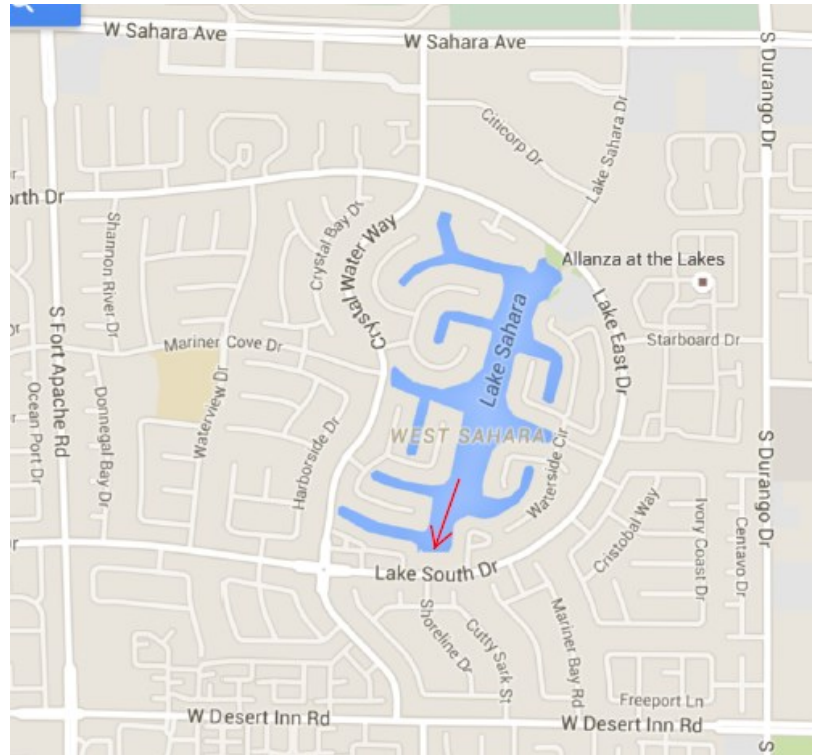 W Sahara Ave
W Sahara Ave
S Durango Dr
Citicorp Dr
Lake Sahara Dr
orth Dr
Shannon River Dr
Crystal Bay Dr
Crystal Water Way
Allanza at the Lakes
S Fort Apache Rd
Mariner Cove Dr
Lake Sahara
Lake East Dr
Starboard Dr
Ocean Port Dr
Donnegal Bay Dr
Waterview Dr
Harborside Dr
WEST SAHARA
Waterside Cir
S Durango Dr
Cristobal Way
Ivory Coast Dr
Centavo Dr
Lake South Dr
Shoreline Dr
Cutty Sark St
Mariner Bay Rd
Freeport Ln
W Desert Inn Rd
W Desert Inn Rd
S